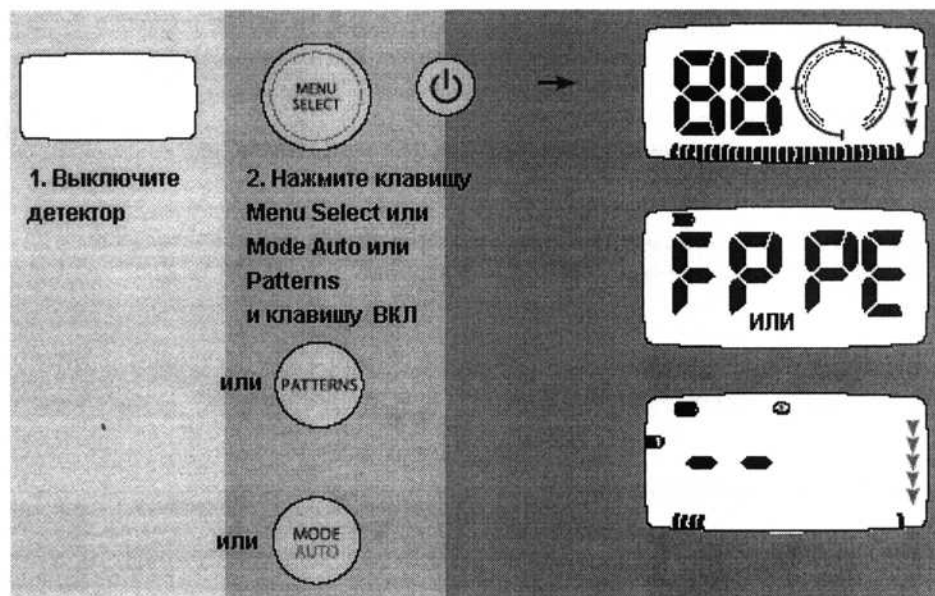 MENU
SELECT
88
1. Выключите
детектор
2. Нажмите клавишу
Menu Select или
Mode Auto или
Patterns
и клавишу ВКЛ
FP PE
или
или PATTERNS
или MODE
AUTO
- -